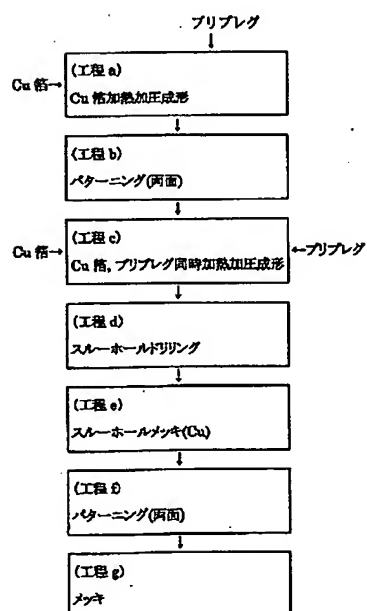 プリプレグ
↓
(工程 a)
Cu 箔→
Cu 箔加熱加圧成形
↓
(工程 b)
パターニング(両面)
↓
(工程 c)
Cu 箔→
Cu 箔, プリプレグ同時加熱加圧成形
←プリプレグ
↓
(工程 d)
スルーホールドリリング
↓
(工程 e)
スルーホールメッキ(Cu)
↓
(工程 f)
パターニング(両面)
↓
(工程 g)
メッキ